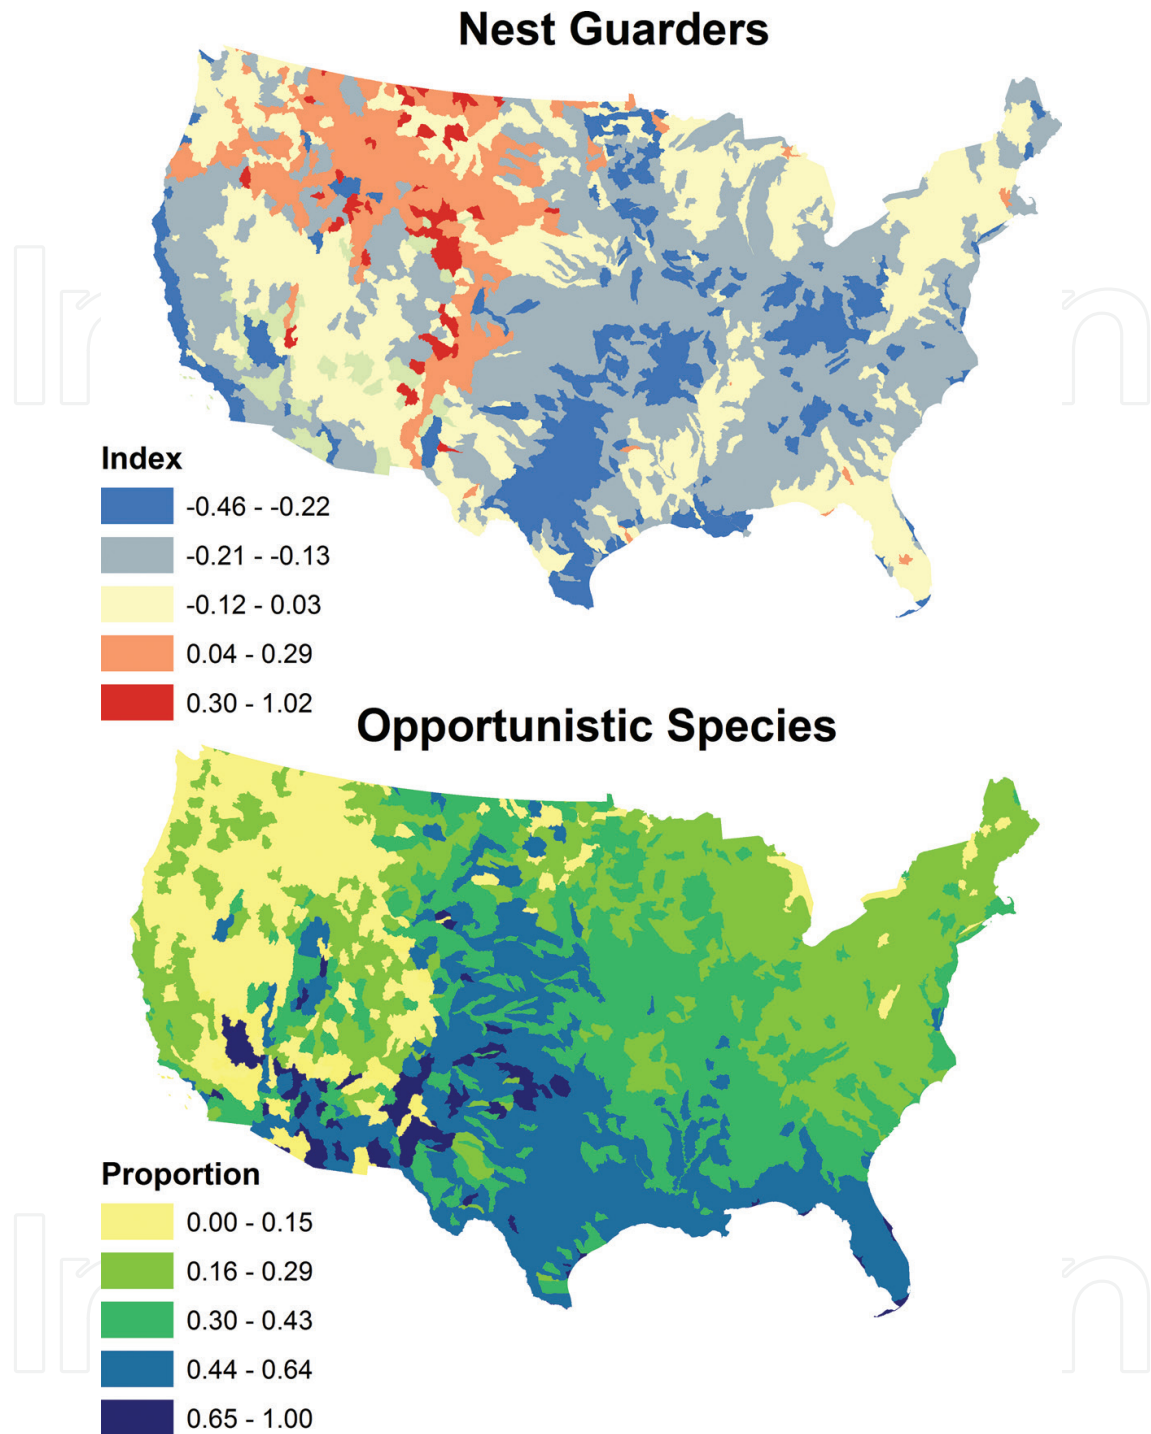 Nest Guarders
Index
-0.46 - -0.22
-0.21 - -0.13
-0.12 - 0.03
0.04 - 0.29
0.30 - 1.02
Opportunistic Species
Proportion
0.00 - 0.15
0.16 - 0.29
0.30 - 0.43
0.44 - 0.64
0.65 - 1.00